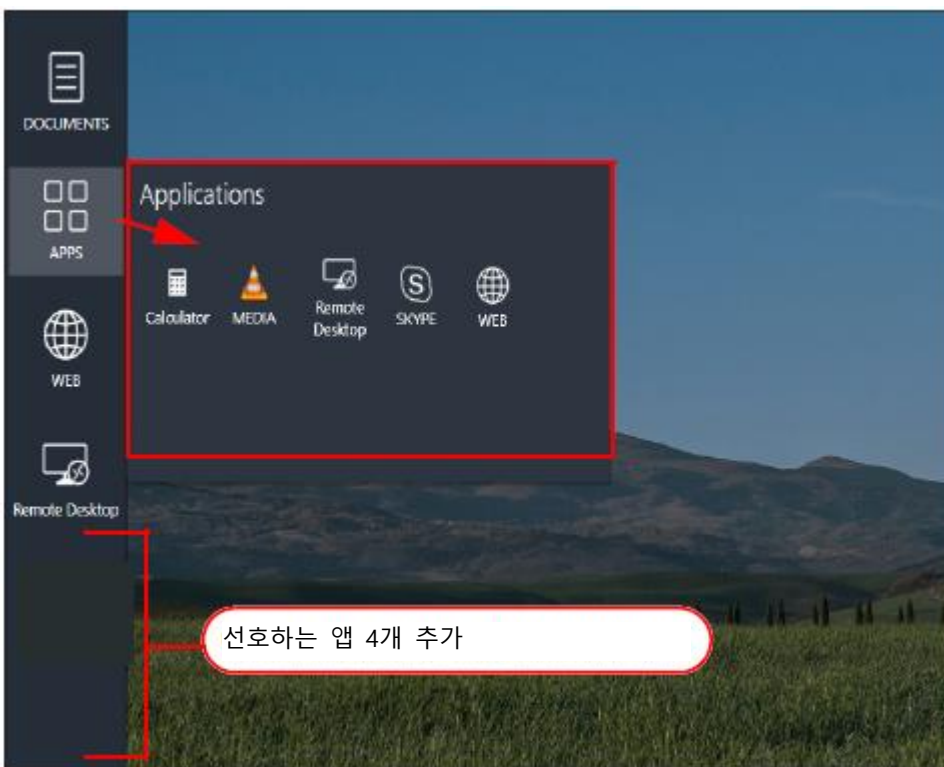 DOCUMENTS
APPS
WEB
Remote Desktop
Applications
Calculator
MEDIA
Remote
Desktop
SKYPE
WEB
선호하는 앱 4개 추가